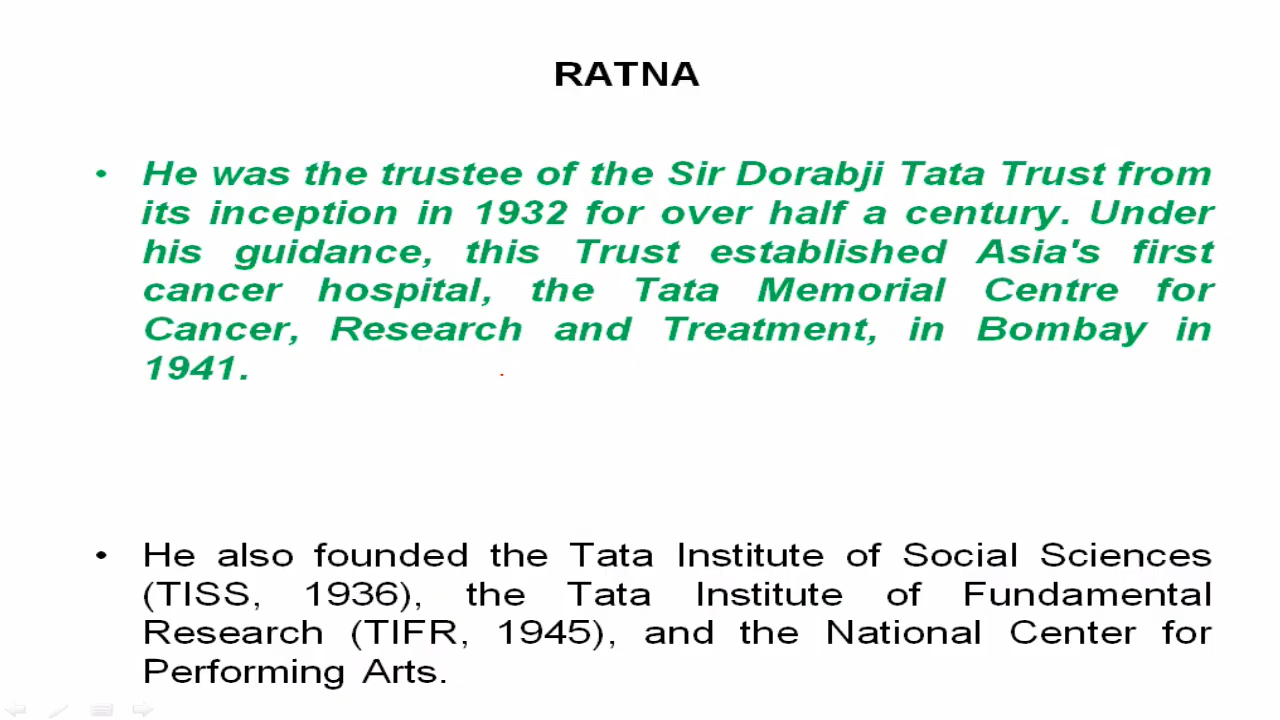 RATNA
• He was the trustee of the Sir Dorabji Tata Trust from
its inception in 1932 for over half a century. Under
his guidance, this Trust established Asia's first
cancer hospital, the Tata Memorial Centre for
Cancer, Research and Treatment, in Bombay in
1941.
• He also founded the Tata Institute of Social Sciences
(TISS, 1936), the Tata Institute of Fundamental
Research (TIFR, 1945), and the National Center for
Performing Arts.